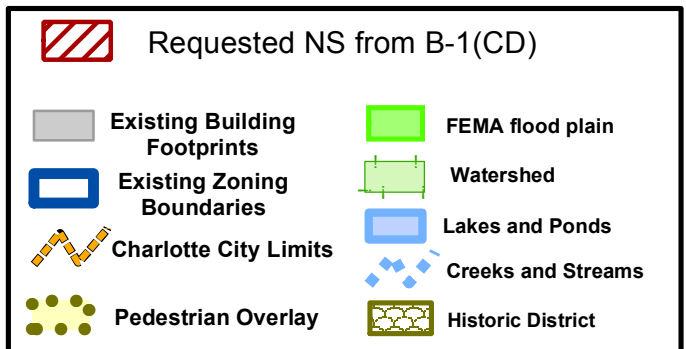 Requested NS from B-1(CD)
Existing Building
Footprints
Existing Zoning
Boundaries
Charlotte City Limits
Pedestrian Overlay
FEMA flood plain
Watershed
Lakes and Ponds
Creeks and Streams
Historic District